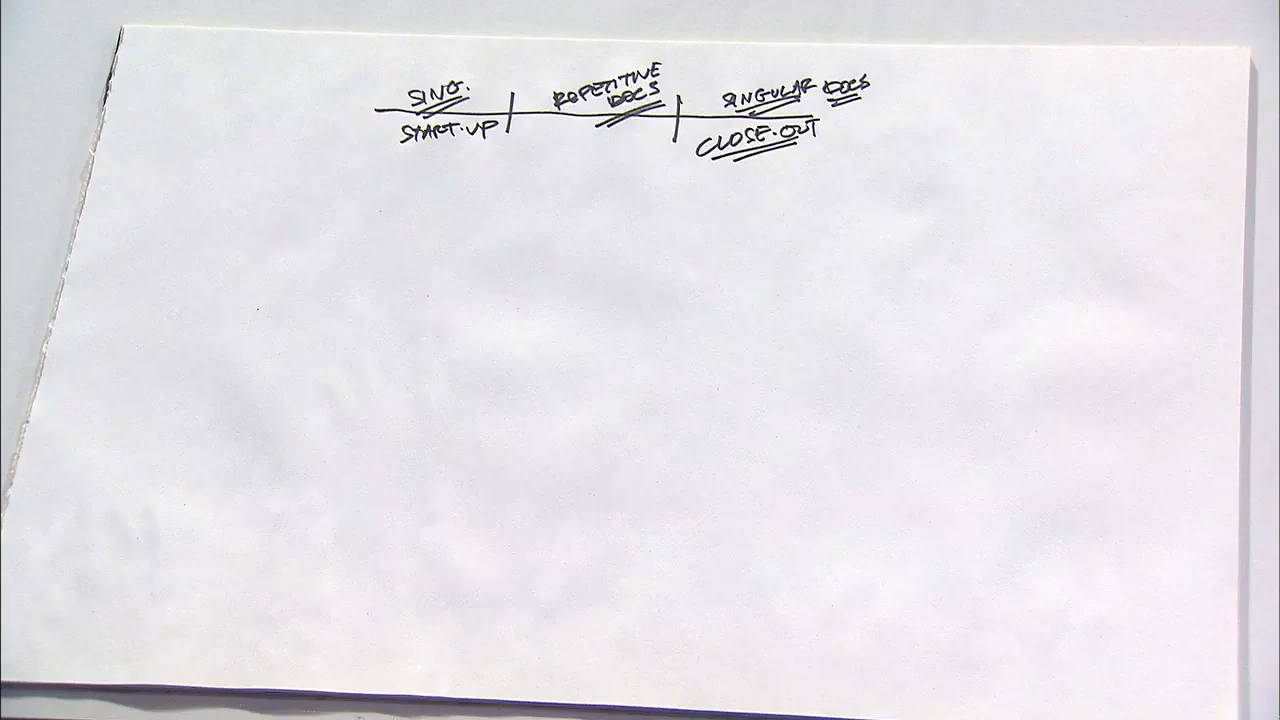 SING.
START-UP
REPETITIVE
DOCS
SINGULAR DOCS
CLOSE-OUT